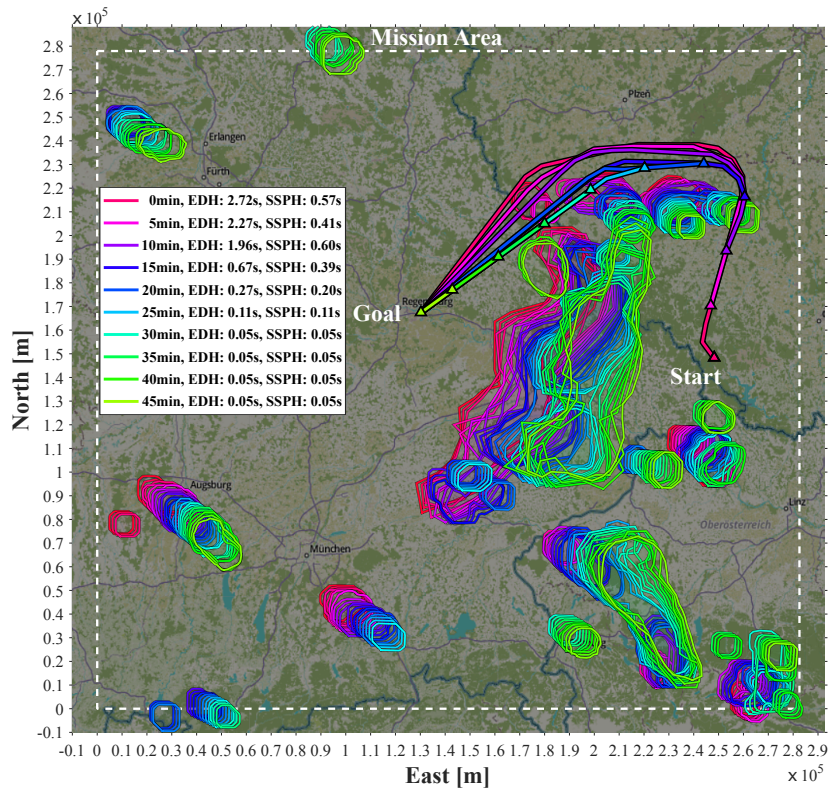 × 10^5
2.8
2.7
2.6
2.5
2.4
2.3
2.2
2.1
2
1.9
1.8
1.7
1.6
1.5
1.4
1.3
1.2
1.1
1
0.9
0.8
0.7
0.6
0.5
0.4
0.3
0.2
0.1
0
-0.1
North [m]
Mission Area
Plzeň
Erlangen
Fürth
0min, EDH: 2.72s, SSPH: 0.57s
5min, EDH: 2.27s, SSPH: 0.41s
10min, EDH: 1.96s, SSPH: 0.60s
15min, EDH: 0.67s, SSPH: 0.39s
20min, EDH: 0.27s, SSPH: 0.20s
25min, EDH: 0.11s, SSPH: 0.11s
30min, EDH: 0.05s, SSPH: 0.05s
35min, EDH: 0.05s, SSPH: 0.05s
40min, EDH: 0.05s, SSPH: 0.05s
45min, EDH: 0.05s, SSPH: 0.05s
Goal
Start
Augsburg
Linz
Oberösterreich
München
-0.1 0 0.1 0.2 0.3 0.4 0.5 0.6 0.7 0.8 0.9 1 1.1 1.2 1.3 1.4 1.5 1.6 1.7 1.8 1.9 2 2.1 2.2 2.3 2.4 2.5 2.6 2.7 2.8
East [m]
× 10^5